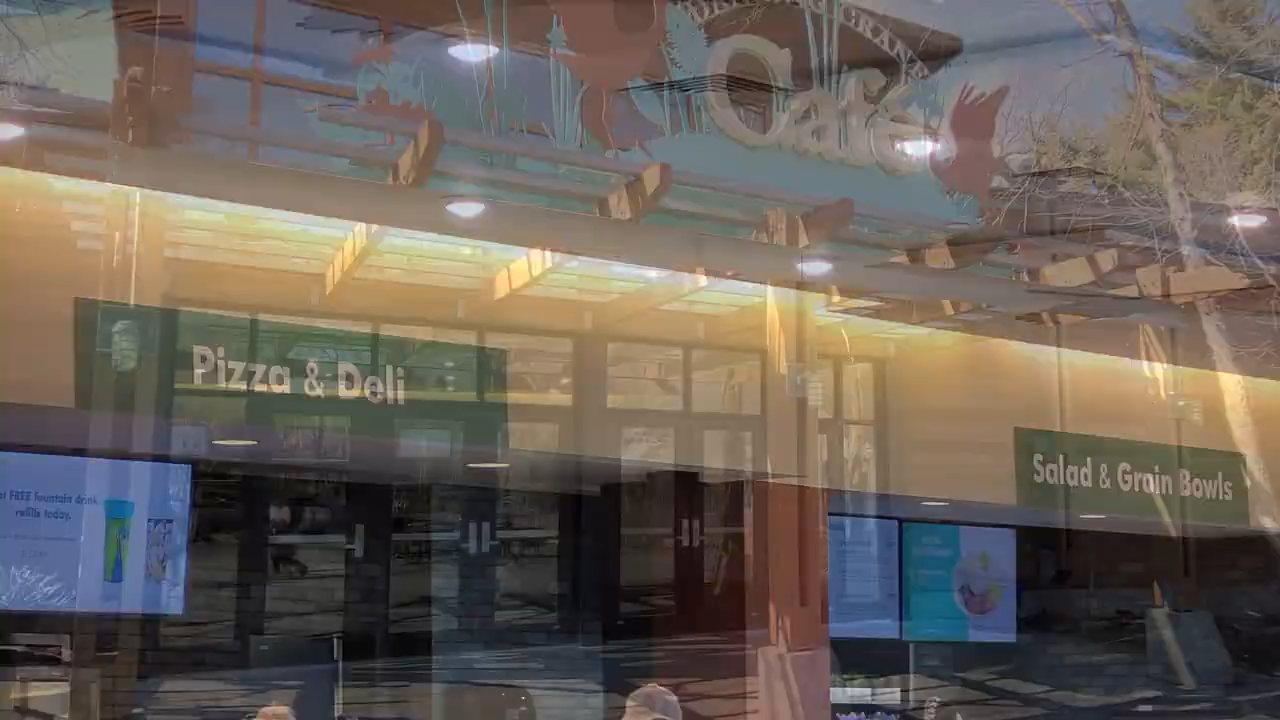 Café
Pizza & Deli
Salad & Grain Bowls
FREE fountain drink
refills today.